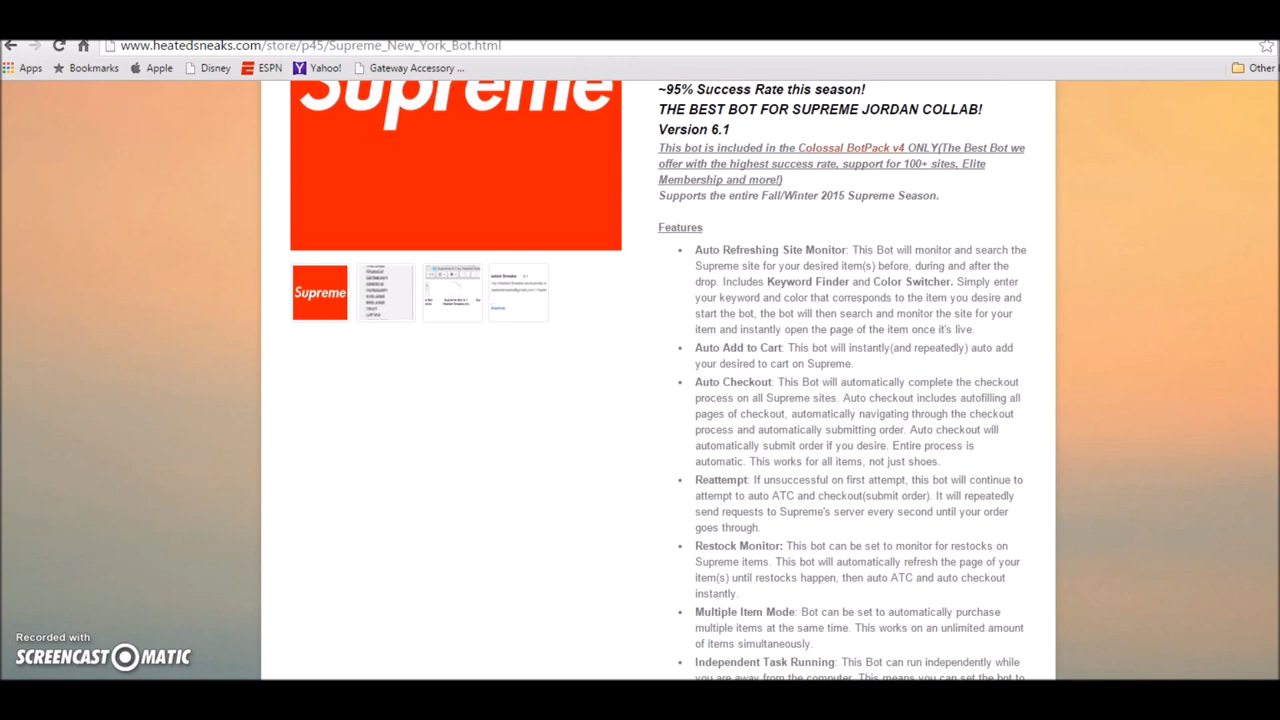 www.heatedsneaks.com/store/p45/Supreme_New_York_Bot.html
Apps Bookmarks Apple Disney ESPN Yahoo! Gateway Accessory ... Other
Supreme
~95% Success Rate this season!
THE BEST BOT FOR SUPREME JORDAN COLLAB!
Version 6.1
This bot is included in the Colossal BotPack v4 ONLY(The Best Bot we
offer with the highest success rate, support for 100+ sites, Elite
Membership and more!)
Supports the entire Fall/Winter 2015 Supreme Season.
Features
Supreme
• Auto Refreshing Site Monitor: This Bot will monitor and search the
Supreme site for your desired item(s) before, during and after the
drop. Includes Keyword Finder and Color Switcher. Simply enter
your keyword and color that corresponds to the item you desire and
start the bot, the bot will then search and monitor the site for your
item and instantly open the page of the item once it's live.
• Auto Add to Cart: This bot will instantly(and repeatedly) auto add
your desired to cart on Supreme.
• Auto Checkout: This Bot will automatically complete the checkout
process on all Supreme sites. Auto checkout includes autofilling all
pages of checkout, automatically navigating through the checkout
process and automatically submitting order. Auto checkout will
automatically submit order if you desire. Entire process is
automatic. This works for all items, not just shoes.
• Reattempt: If unsuccessful on first attempt, this bot will continue to
attempt to auto ATC and checkout(submit order). It will repeatedly
send requests to Supreme's server every second until your order
goes through.
• Restock Monitor: This bot can be set to monitor for restocks on
Supreme items. This bot will automatically refresh the page of your
item(s) until restocks happen, then auto ATC and auto checkout
instantly.
• Multiple Item Mode: Bot can be set to automatically purchase
multiple items at the same time. This works on an unlimited amount
of items simultaneously.
• Independent Task Running: This Bot can run independently while
you are away from the computer. This means you can set the bot to
Recorded with
SCREENCAST MATIC